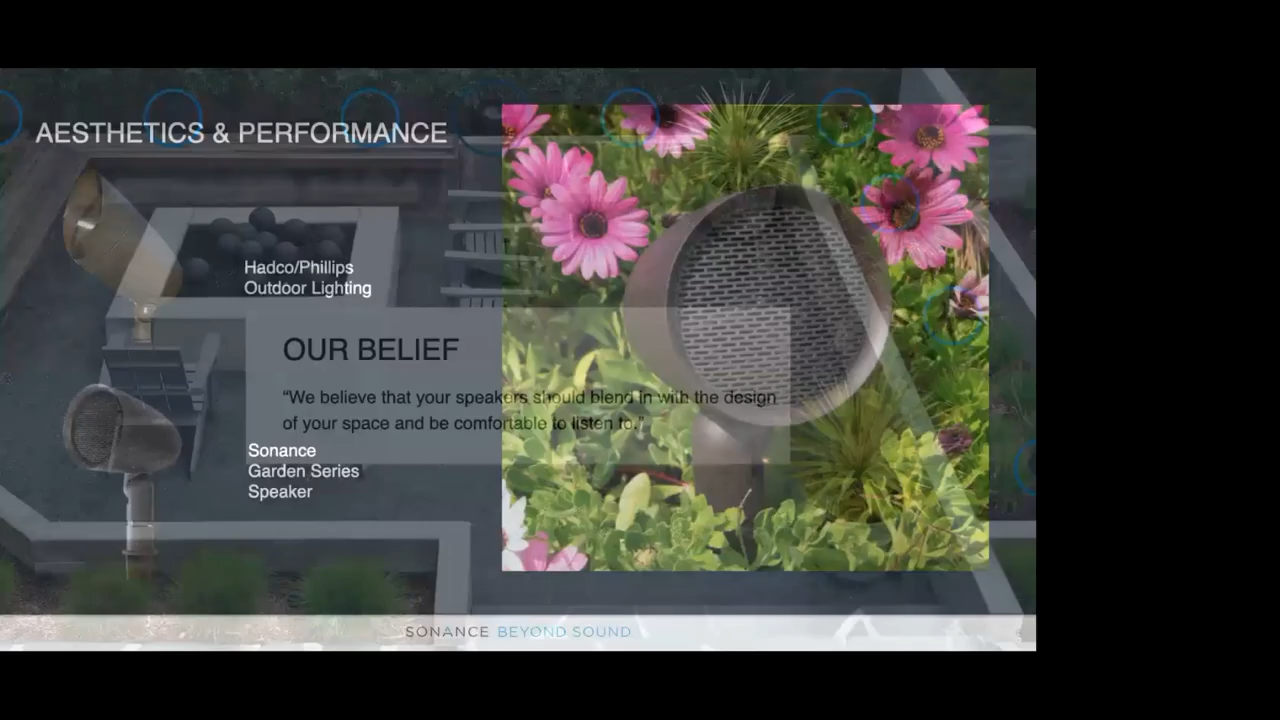 AESTHETICS & PERFORMANCE
Hadco/Phillips
Outdoor Lighting
OUR BELIEF
“We believe that your speakers should blend in with the design
of your space and be comfortable to listen to.”
Sonance
Garden Series
Speaker
SONANCE BEYOND SOUND